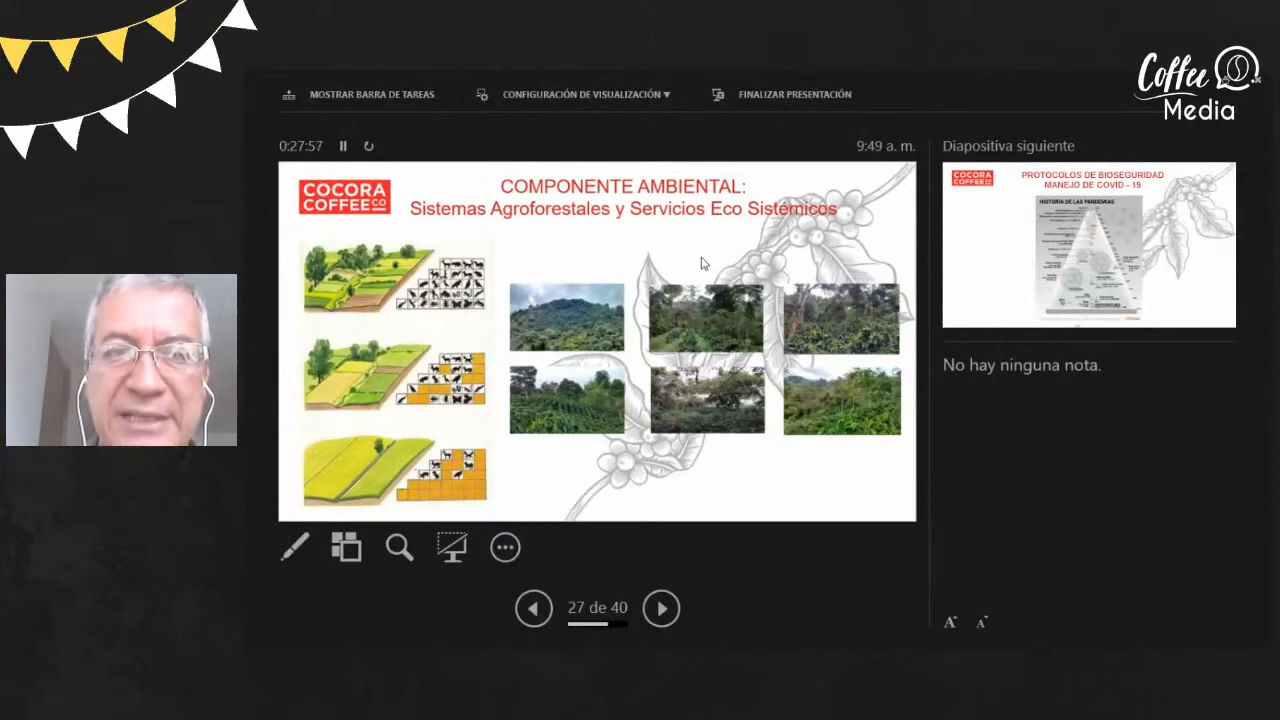 Coffee
Media
MOSTRAR BARRA DE TAREAS
CONFIGURACIÓN DE VISUALIZACIÓN ▼
FINALIZAR PRESENTACIÓN
0:27:57
9:49 a. m.
COCORA
COFFEE CO
COMPONENTE AMBIENTAL:
Sistemas Agroforestales y Servicios Eco Sistémicos
27 de 40
Diapositiva siguiente
COCORA
COFFEE CO
PROTOCOLOS DE BIOSEGURIDAD
MANEJO DE COVID - 19
HISTORIA DE LAS PANDEMIAS
No hay ninguna nota.
A A